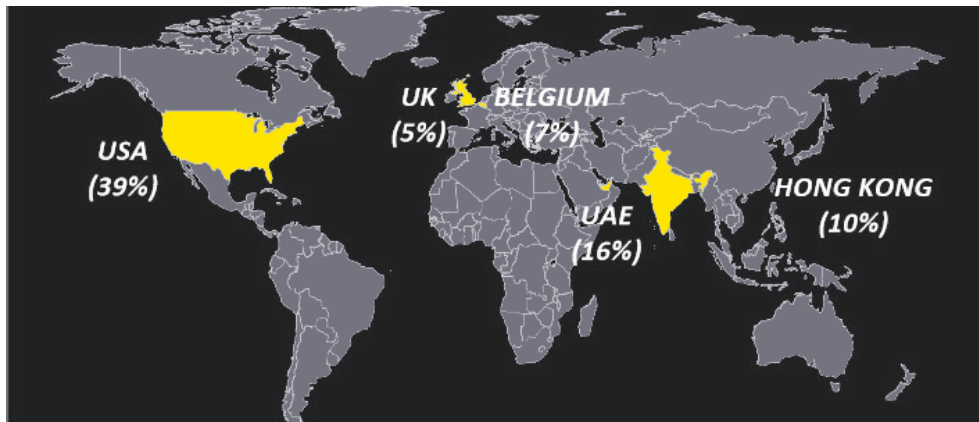 USA
(39%)
UK
(5%)
BELGIUM
(7%)
UAE
(16%)
HONG KONG
(10%)